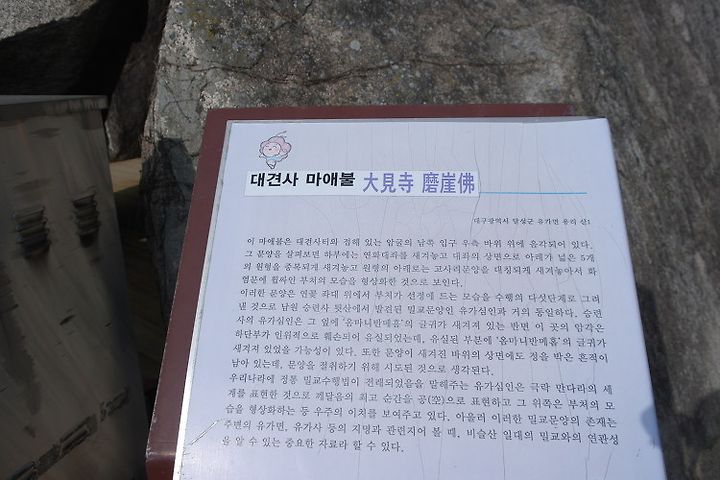 대견사 마애불 大見寺 磨崖佛
대구광역시 달성군 유가면 용리 산1
이 마애불은 대견사터와 접해 있는 암굴의 남쪽 입구 우측 바위 위에 음각되어 있다.
그 문양을 살펴보면 하부에는 연화대좌를 새겨놓고 대좌의 상면으로 아래가 넓은 5개
의 원형을 중복되게 새겨놓고 원형의 아래로는 고사리문양을 대칭되게 새겨놓아서 화
염문에 휩싸인 부처의 모습을 형상화한 것으로 보인다.
이러한 문양은 연꽃 좌대 위에서 부처가 선정에 드는 모습을 수행의 다섯단계로 그려
낸 것으로 남원 승련사 뒷산에서 발견된 밀교문양인 유가심인과 거의 동일하다. 승련
사의 유가심인은 그 옆에 '옴마니반메훔'의 글귀가 새겨져 있는 반면 이 곳의 암각은
하단부가 인위적으로 훼손되어 유실되었는데, 유실된 부분에 '옴마니반메훔'의 글귀가
새겨져 있었을 가능성이 있다. 또한 문양이 새겨진 바위의 상면에도 정을 박은 흔적이
남아 있는데, 문양을 절취하기 위해 시도된 것으로 생각된다.
우리나라에 정통 밀교수행법이 전래되었음을 말해주는 유가심인은 극락 만다라의 세
계를 표현한 것으로 깨달음의 최고 순간을 공(空)으로 표현하고 그 위쪽은 부처의 모
습을 형상화하는 등 우주의 이치를 보여주고 있다. 아울러 이러한 밀교문양의 존재는
주변의 유가면, 유가사 등의 지명과 관련지어 볼 때, 비슬산 일대의 밀교와의 연관성
을 알 수 있는 중요한 자료라 할 수 있다.